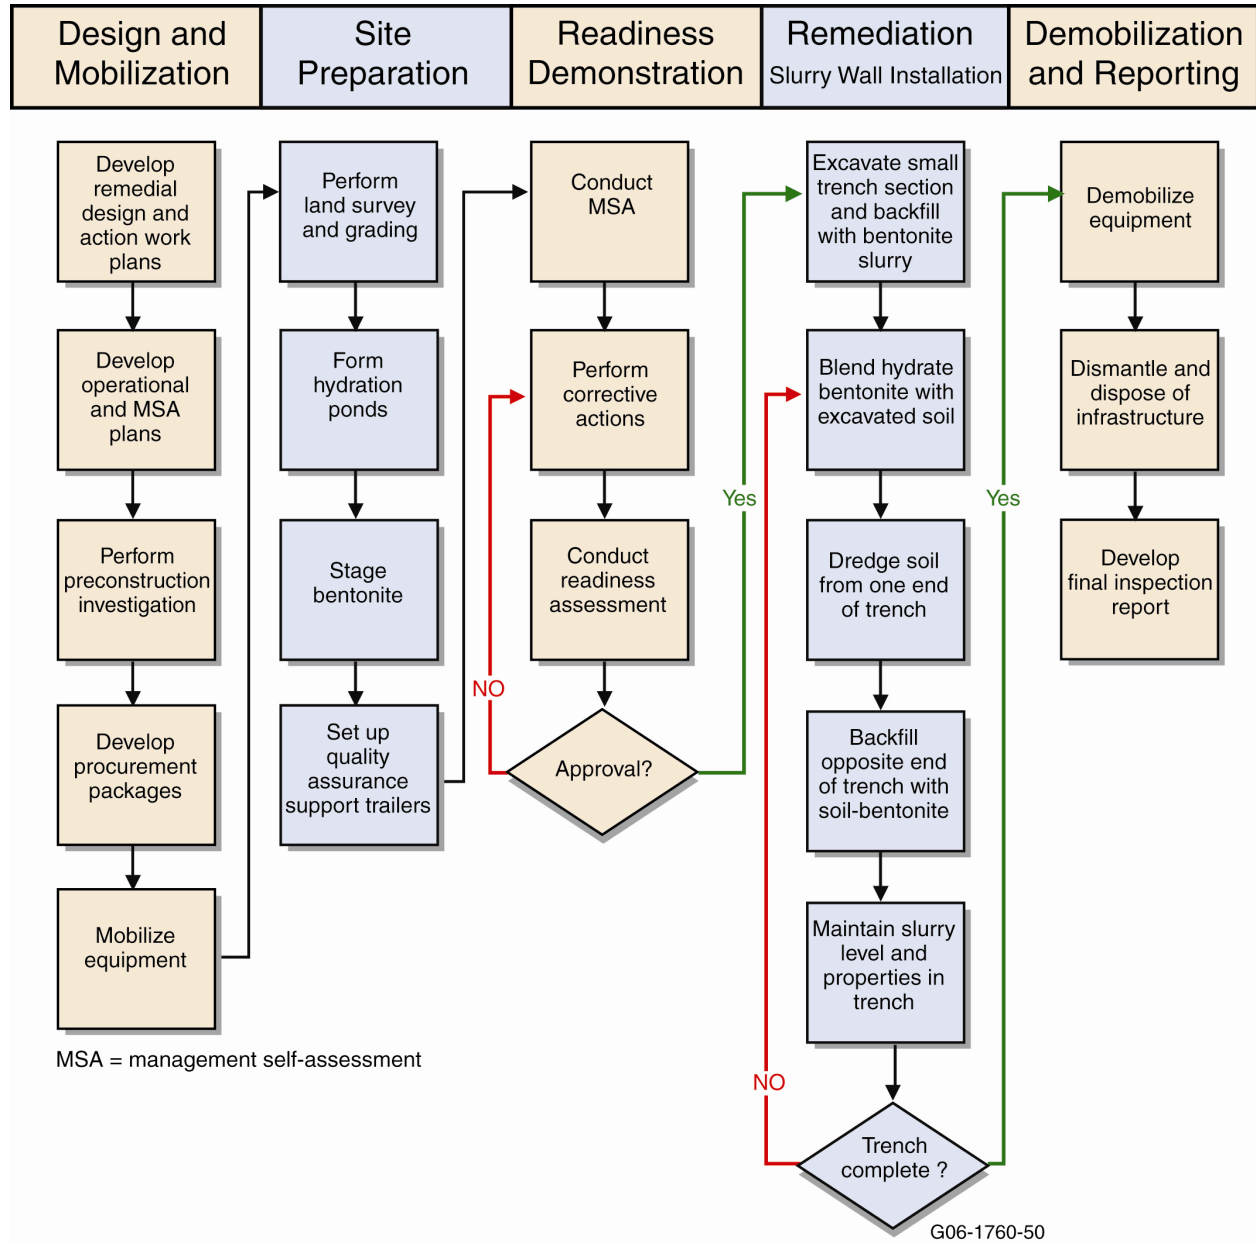 Design and
Mobilization
Site
Preparation
Readiness
Demonstration
Remediation
Slurry Wall Installation
Demobilization
and Reporting
Develop
remedial
design and
action work
plans
Develop
operational
and MSA
plans
Perform
preconstruction
investigation
Develop
procurement
packages
Mobilize
equipment
MSA = management self-assessment
Perform
land survey
and grading
Form
hydration
ponds
Stage
bentonite
Set up
quality
assurance
support trailers
Conduct
MSA
Perform
corrective
actions
Conduct
readiness
assessment
NO
Approval?
Yes
Excavate small
trench section
and backfill
with bentonite
slurry
Blend hydrate
bentonite with
excavated soil
Dredge soil
from one end
of trench
Backfill
opposite end
of trench with
soil-bentonite
Maintain slurry
level and
properties in
trench
NO
Trench
complete ?
Yes
Demobilize
equipment
Dismantle and
dispose of
infrastructure
Develop
final inspection
report
G06-1760-50